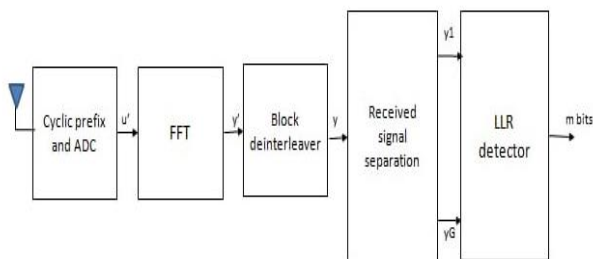 Cyclic prefix
and ADC
u'
FFT
y'
Block
deinterleaver
y
Received
signal
separation
y1
yG
LLR
detector
m bits